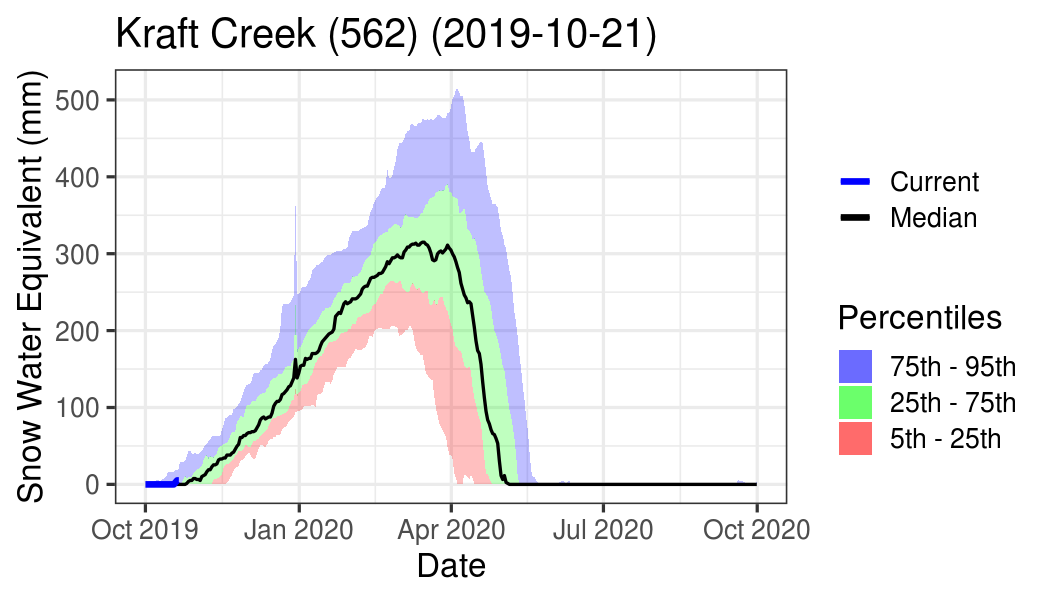 Kraft Creek (562) (2019-10-21)
Snow Water Equivalent (mm)
500
400
300
200
100
0
Oct 2019
Jan 2020
Apr 2020
Jul 2020
Oct 2020
Date
Current
Median
Percentiles
75th - 95th
25th - 75th
5th - 25th